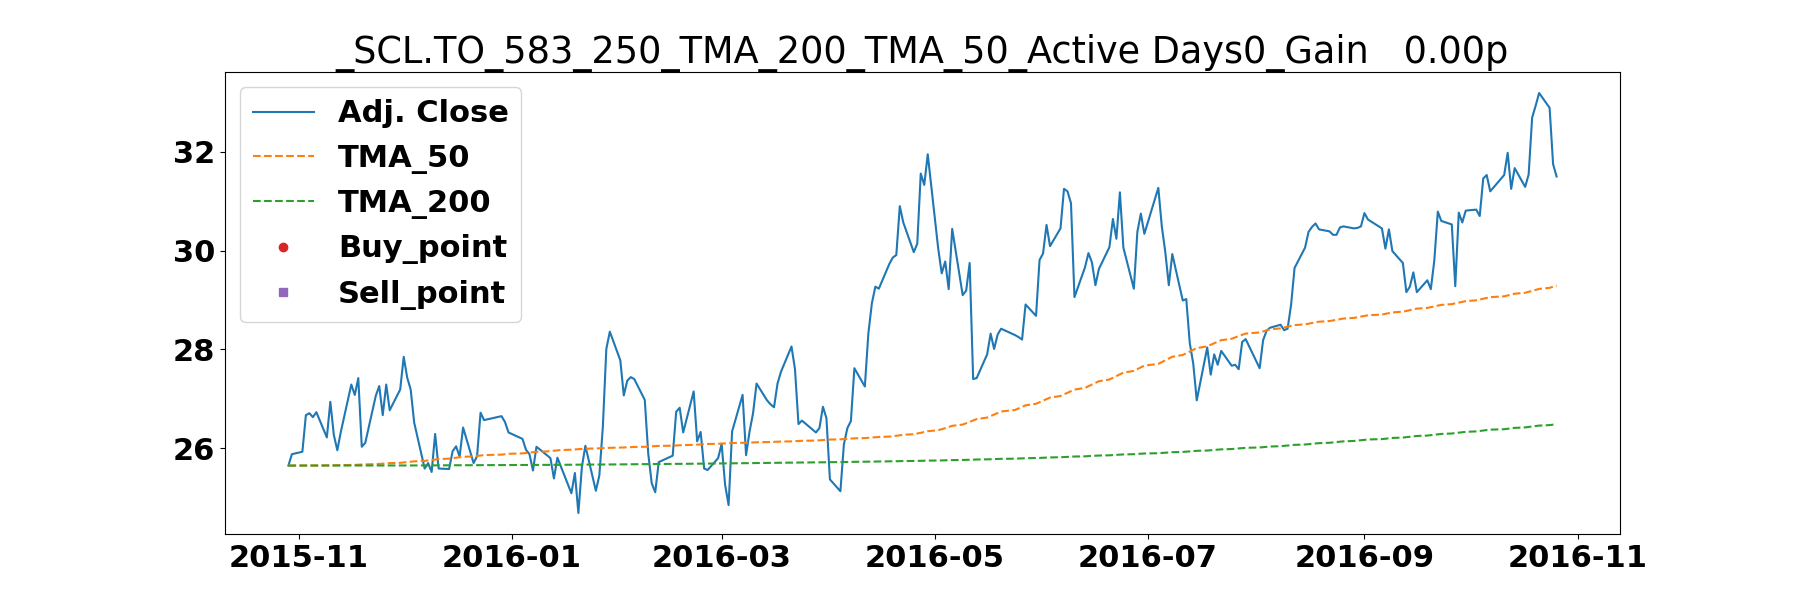 _SCL.TO_583_250_TMA_200_TMA_50_Active Days0_Gain   0.00p
Adj. Close
TMA_50
TMA_200
Buy_point
Sell_point
32
30
28
26
2015-11 2016-01 2016-03 2016-05 2016-07 2016-09 2016-11